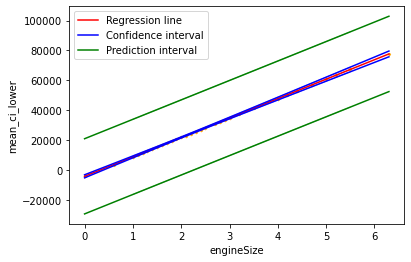 100000
80000
60000
40000
20000
0
−20000
mean_ci_lower
Regression line
Confidence interval
Prediction interval
0 1 2 3 4 5 6
engineSize